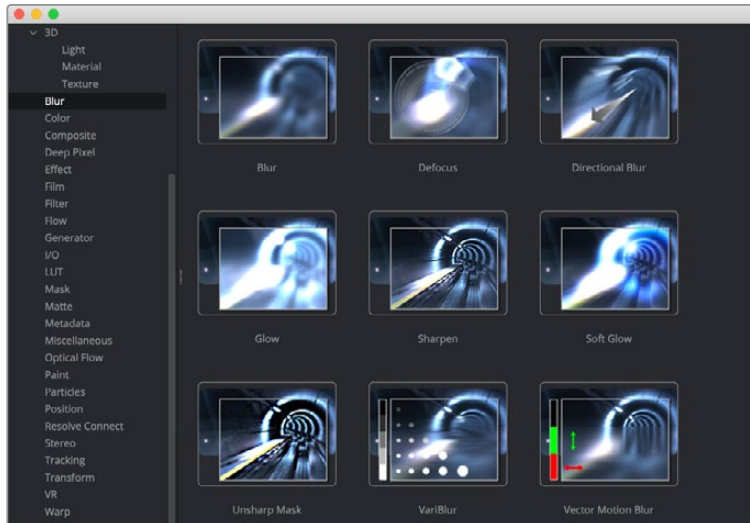 3D
Light
Material
Texture
Blur
Color
Composite
Deep Pixel
Effect
Film
Filter
Flow
Generator
I/O
LUT
Mask
Matte
Metadata
Miscellaneous
Optical Flow
Paint
Particles
Position
Resolve Connect
Stereo
Tracking
Transform
VR
Warp
Blur Defocus Directional Blur
Glow Sharpen Soft Glow
Unsharp Mask VariBlur Vector Motion Blur